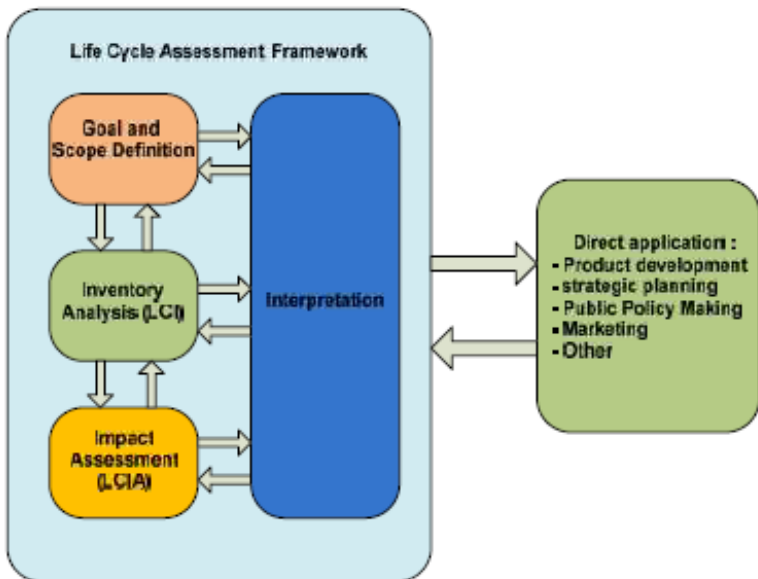 Life Cycle Assessment Framework
Goal and
Scope Definition
Inventory
Analysis (LCI)
Impact
Assessment
(LCIA)
Interpretation
Direct application :
- Product development
- strategic planning
- Public Policy Making
- Marketing
- Other